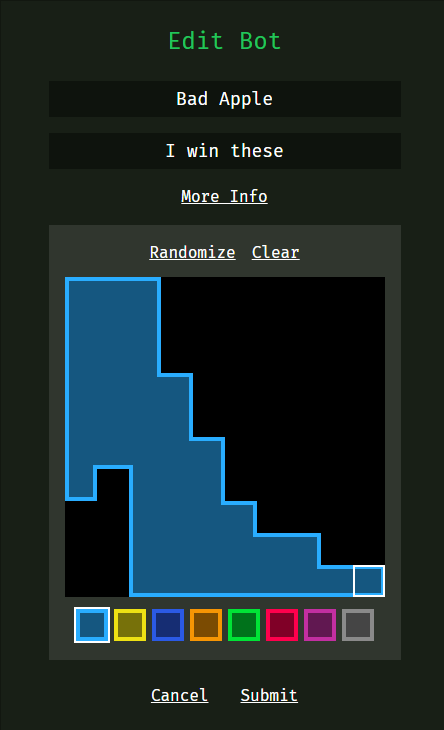 Edit Bot
Bad Apple
I win these
More Info
Randomize Clear
Cancel Submit